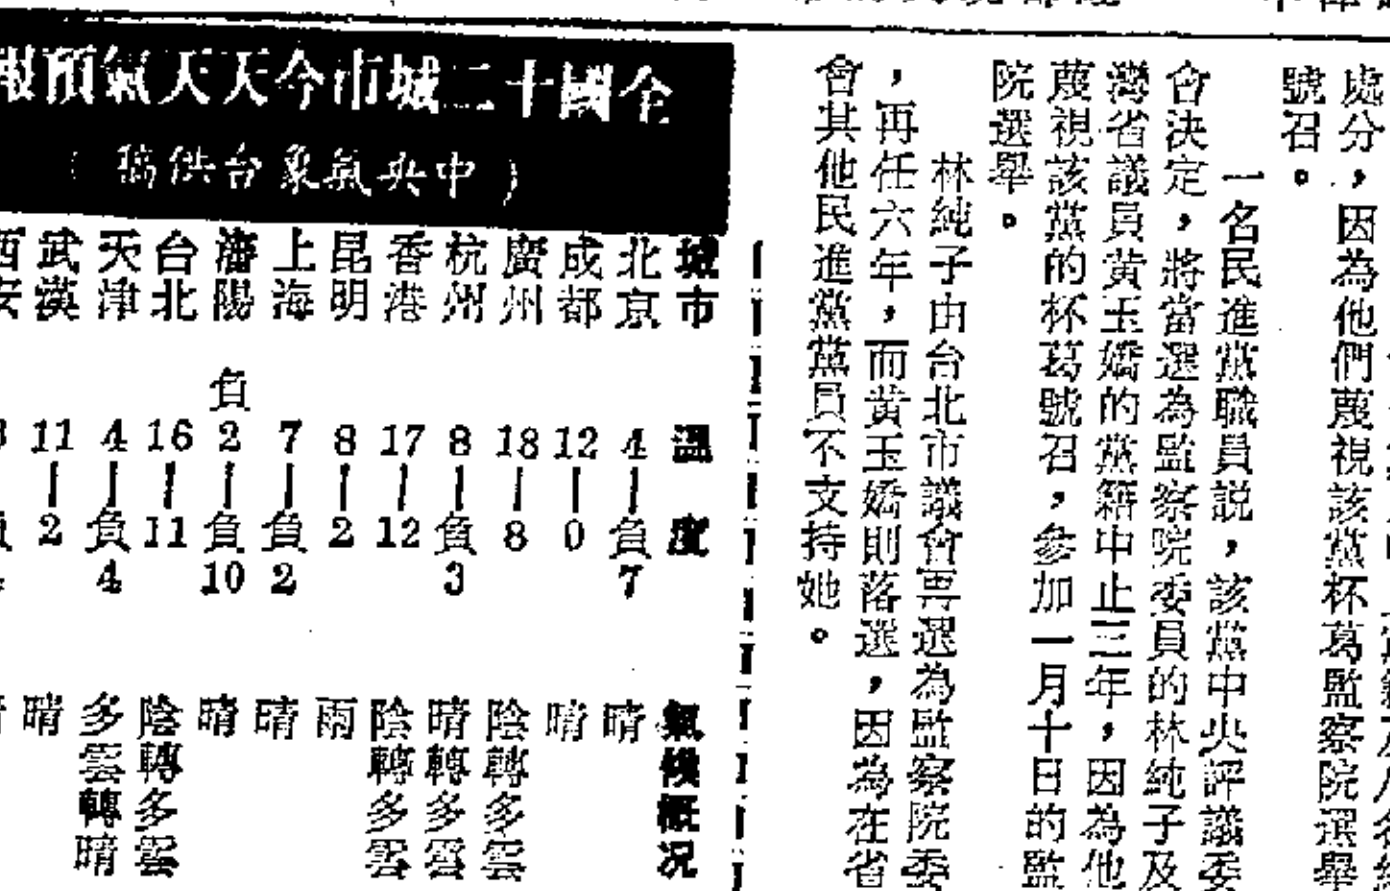 處分，因為他們蔑視該黨杯葛監察院選舉
號召。
一名民進黨職員説，該黨中央評議委
會決定，將當選為監察院委員的林純子及
灣省議員黃玉嬌的黨籍中止三年，因為他
蔑視該黨的杯葛號召，參加一月十日的監
院選舉。
林純子由台北市議會再選為監察院委
，再任六年，而黃玉嬌則落選，因為在省
會其他民進黨黨員不支持她。
全國十二城市今天天氣預報
（中央氣象台供稿）
城市 溫度 氣候概况
北京 4—負7 晴
成都 12—0 晴
廣州 18—8 陰轉多雲
杭州 8—負3 晴轉多雲
香港 17—12 陰轉多雲
昆明 8—2 雨
上海 7—負2 晴
瀋陽 負2—負10 晴
台北 16—11 陰轉多雲
天津 4—負4 多雲轉晴
武漢 11—2 晴
西安